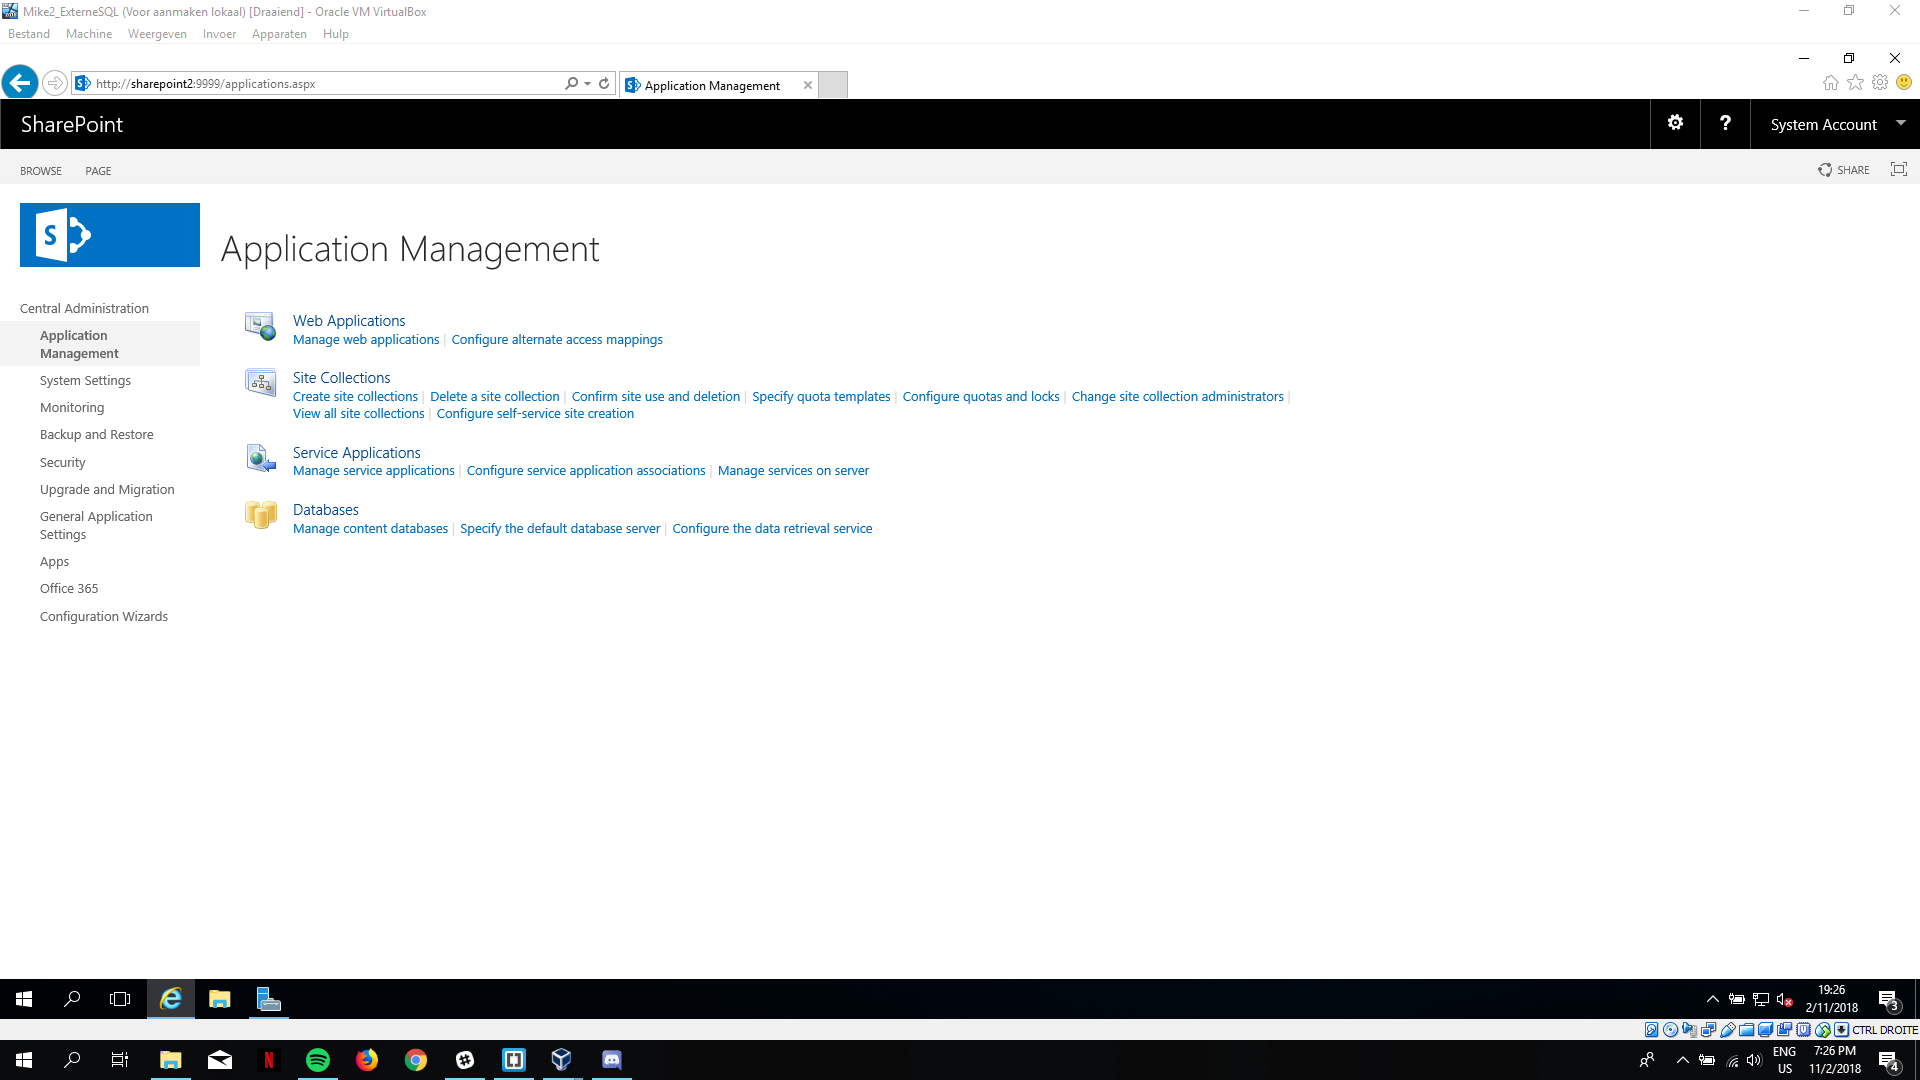 Mike2_ExterneSQL (Voor aanmaken lokaal) [Draaiend] - Oracle VM VirtualBox
Bestand Machine Weergeven Invoer Apparaten Hulp
http://sharepoint2:9999/applications.aspx
Application Management
SharePoint
? System Account
BROWSE PAGE
SHARE
S
Application Management
Central Administration
Application
Management
System Settings
Monitoring
Backup and Restore
Security
Upgrade and Migration
General Application
Settings
Apps
Office 365
Configuration Wizards
Web Applications
Manage web applications | Configure alternate access mappings
Site Collections
Create site collections | Delete a site collection | Confirm site use and deletion | Specify quota templates | Configure quotas and locks | Change site collection administrators |
View all site collections | Configure self-service site creation
Service Applications
Manage service applications | Configure service application associations | Manage services on server
Databases
Manage content databases | Specify the default database server | Configure the data retrieval service
19:26
2/11/2018
3
CTRL DROITE
ENG
US
7:26 PM
11/2/2018
4